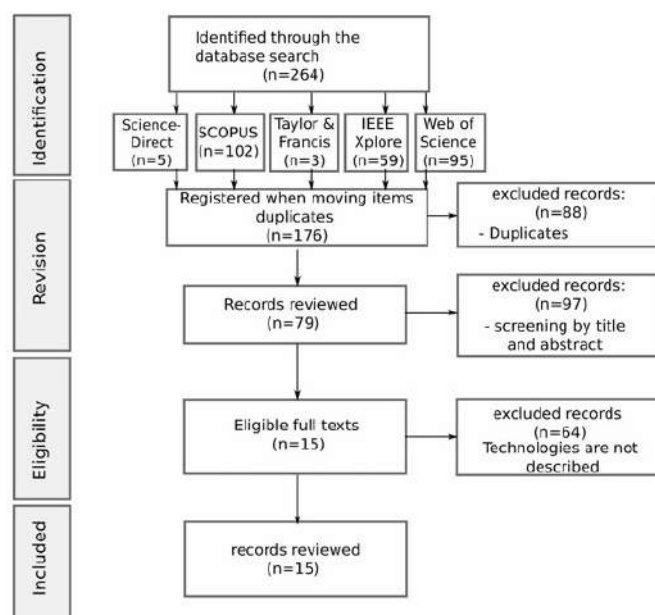 Identification
Identified through the
database search
(n=264)
Science-
Direct
(n=5)
SCOPUS
(n=102)
Taylor &
Francis
(n=3)
IEEE
Xplore
(n=59)
Web of
Science
(n=95)
Revision
Registered when moving items
duplicates
(n=176)
excluded records:
(n=88)
- Duplicates
Records reviewed
(n=79)
excluded records:
(n=97)
- screening by title
and abstract
Eligibility
Eligible full texts
(n=15)
excluded records
(n=64)
Technologies are not
described
Included
records reviewed
(n=15)